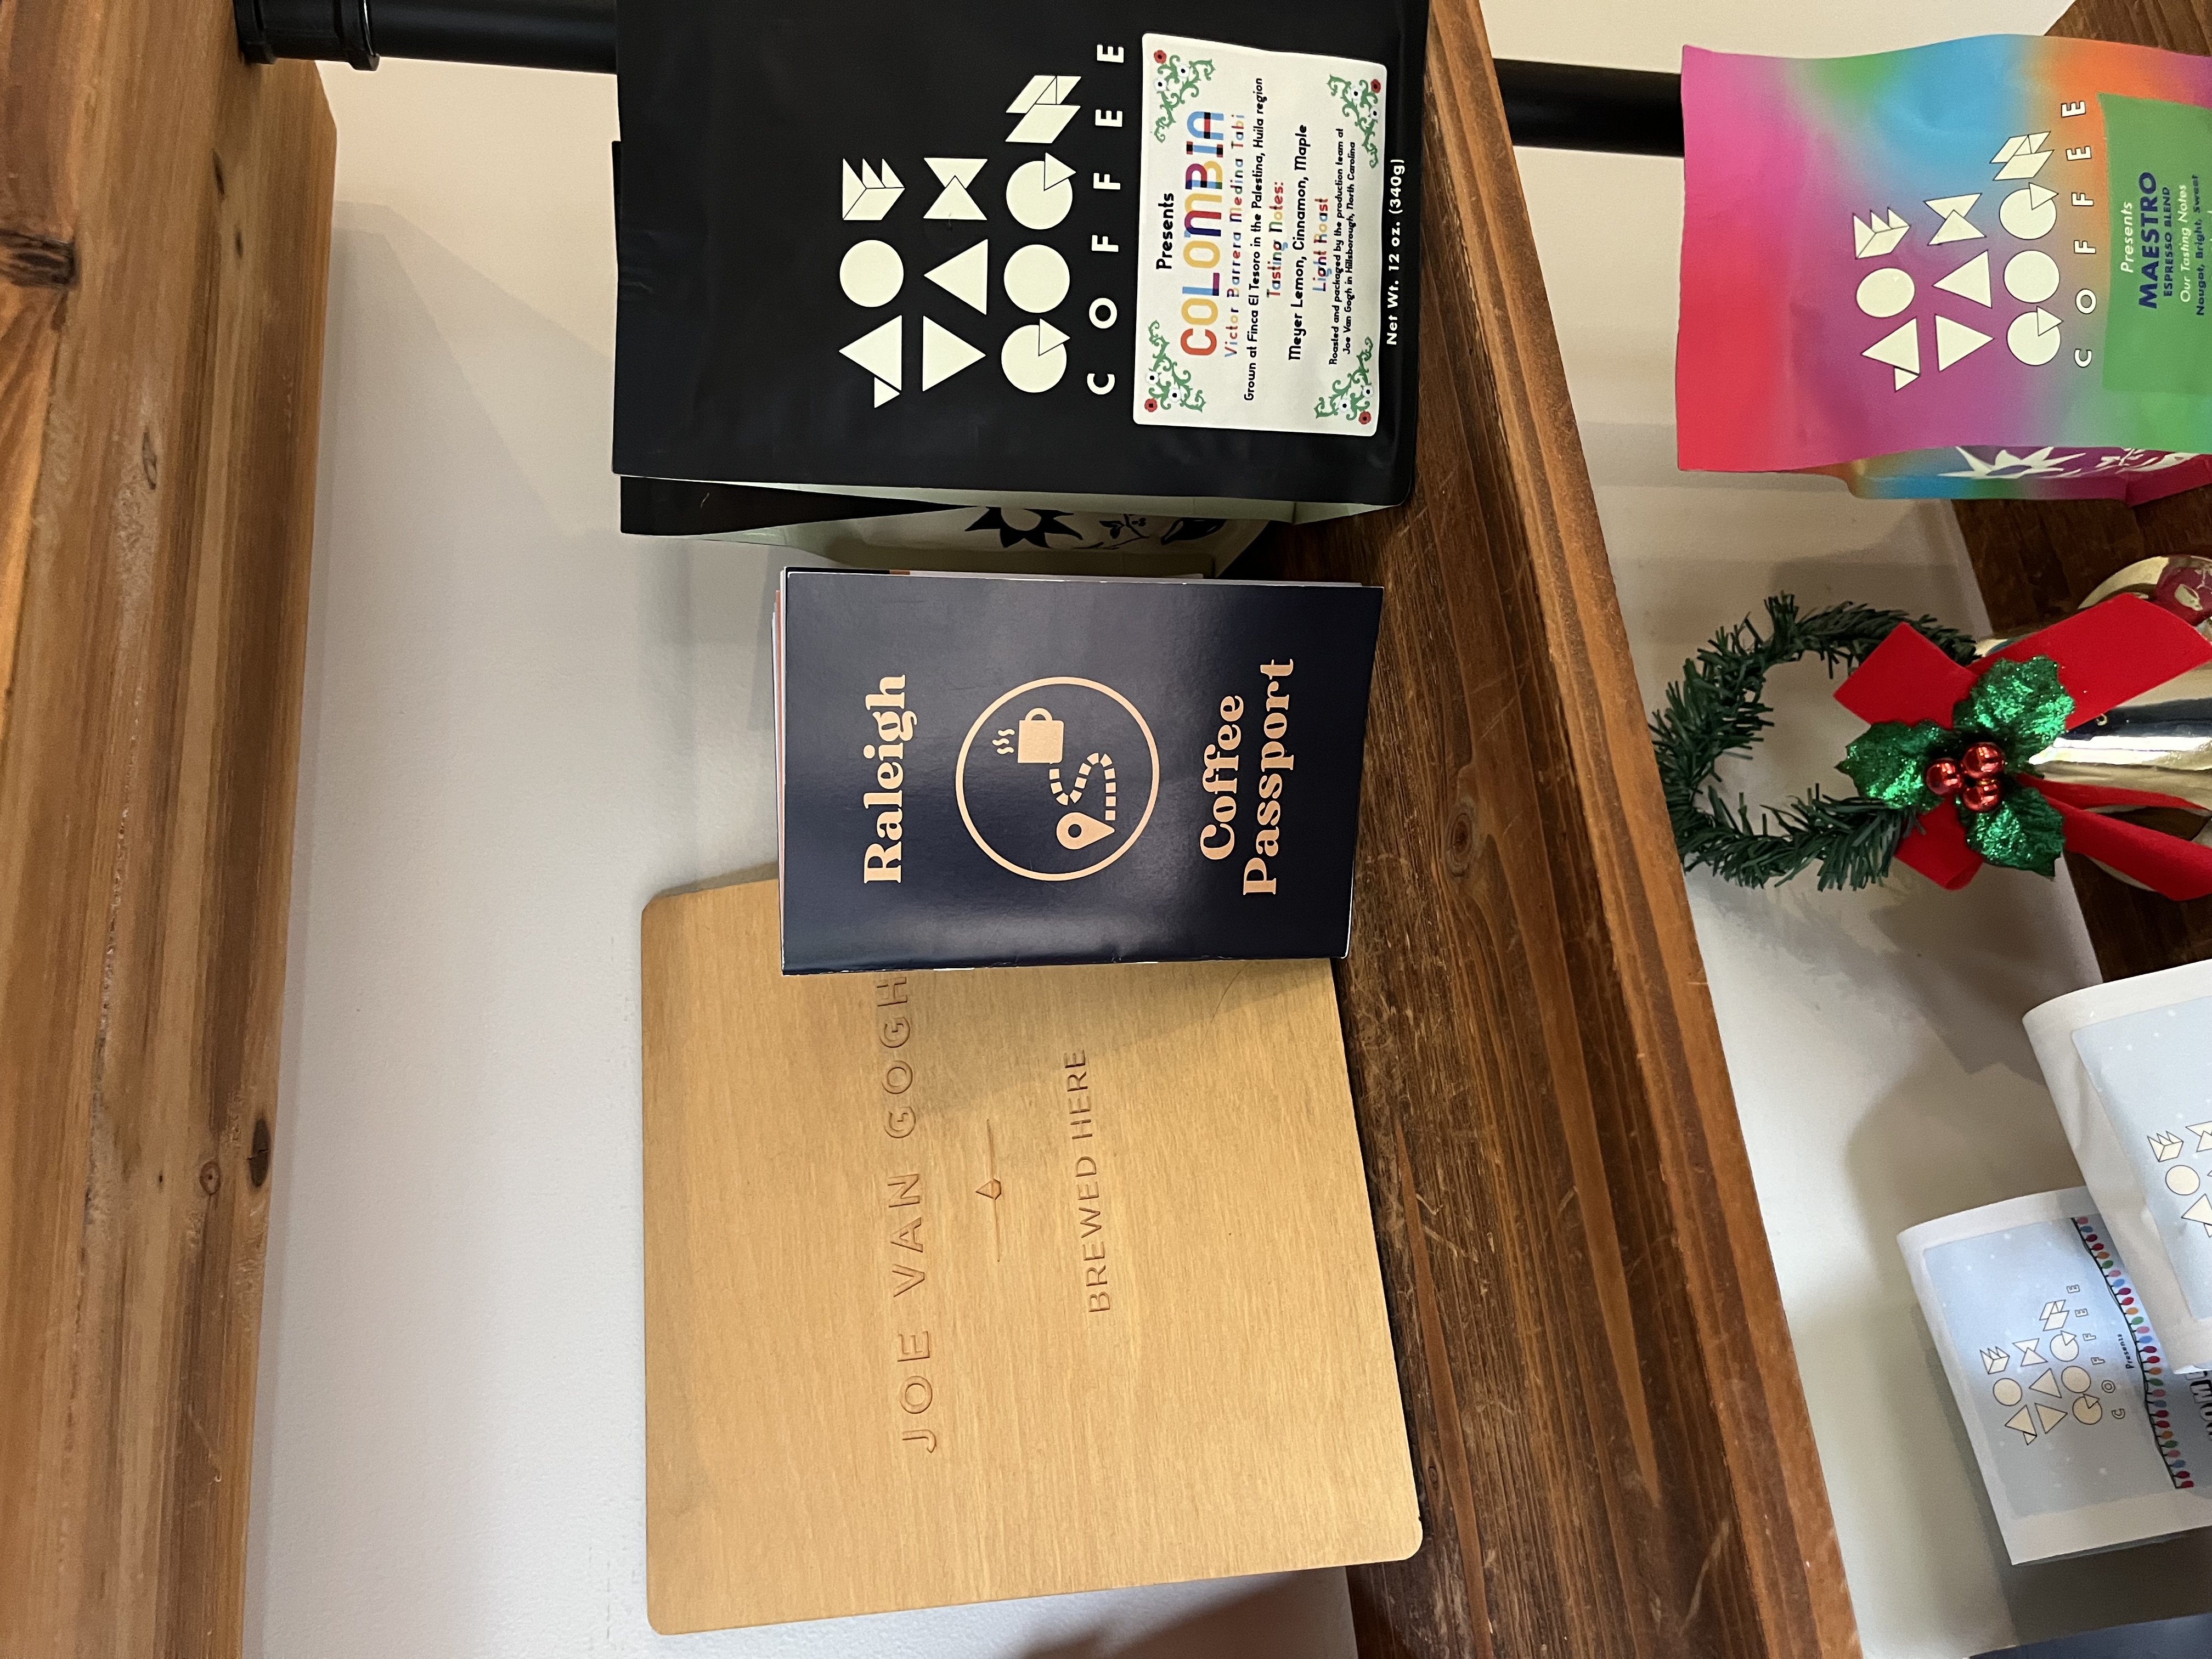 JOE VAN GOGH
BREWED HERE
Raleigh
Coffee
Passport
JOE
VAN
GOGH
COFFEE
Presents
COLOMBIA
Victor Barrera Medina Tabi
Grown at Finca El Tesoro in the Palestina, Huila region
Tasting Notes:
Meyer Lemon, Cinnamon, Maple
Light Roast
Roasted and packaged by the production team at
Joe Van Gogh in Hillsborough, North Carolina
Net Wt. 12 oz. (340g)
JOE
VAN
GOGH
COFFEE
Presents
JOE
VAN
GOGH
COFFEE
Presents
MAESTRO
ESPRESSO BLEND
Our Tasting Notes
Nougat, Bright, Sweet